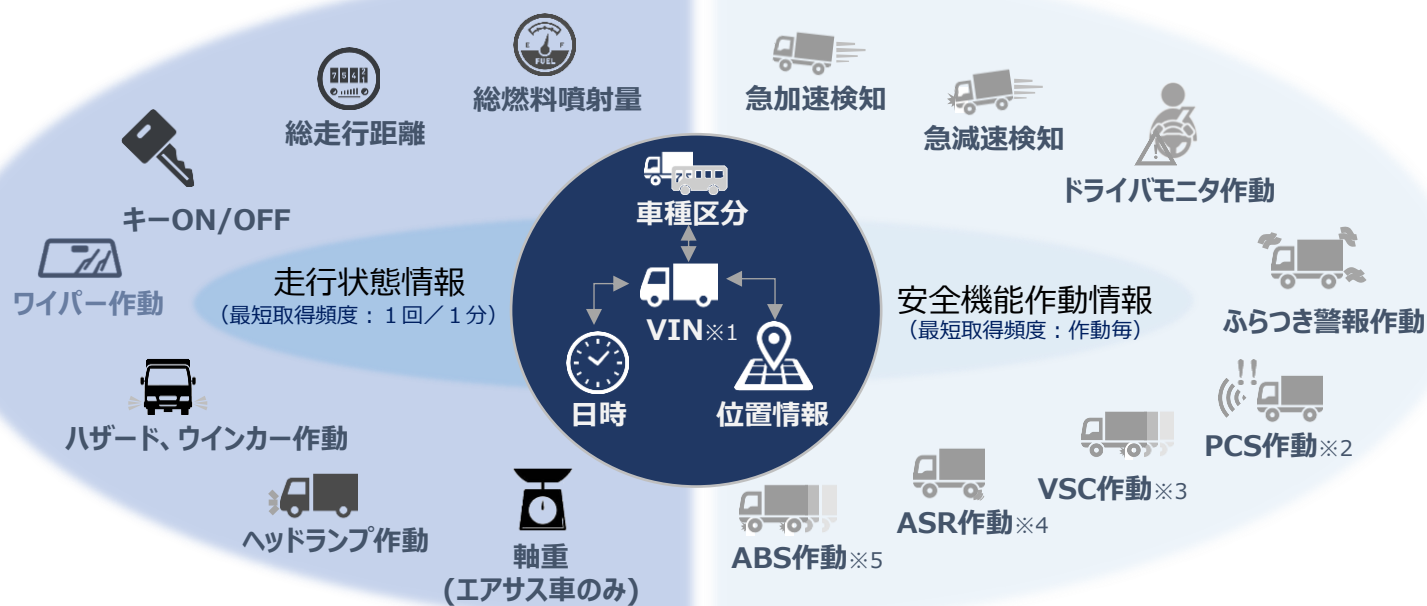 総燃料噴射量
総走行距離
キーON/OFF
ワイパー作動
走行状態情報
（最短取得頻度：１回／１分）
ハザード、ウインカー作動
ヘッドランプ作動
軸重
(エアサス車のみ)
車種区分
VIN※1
日時
位置情報
急加速検知
急減速検知
ドライバモニタ作動
安全機能作動情報
（最短取得頻度：作動毎）
ふらつき警報作動
PCS作動※2
VSC作動※3
ASR作動※4
ABS作動※5
E
F
FUEL